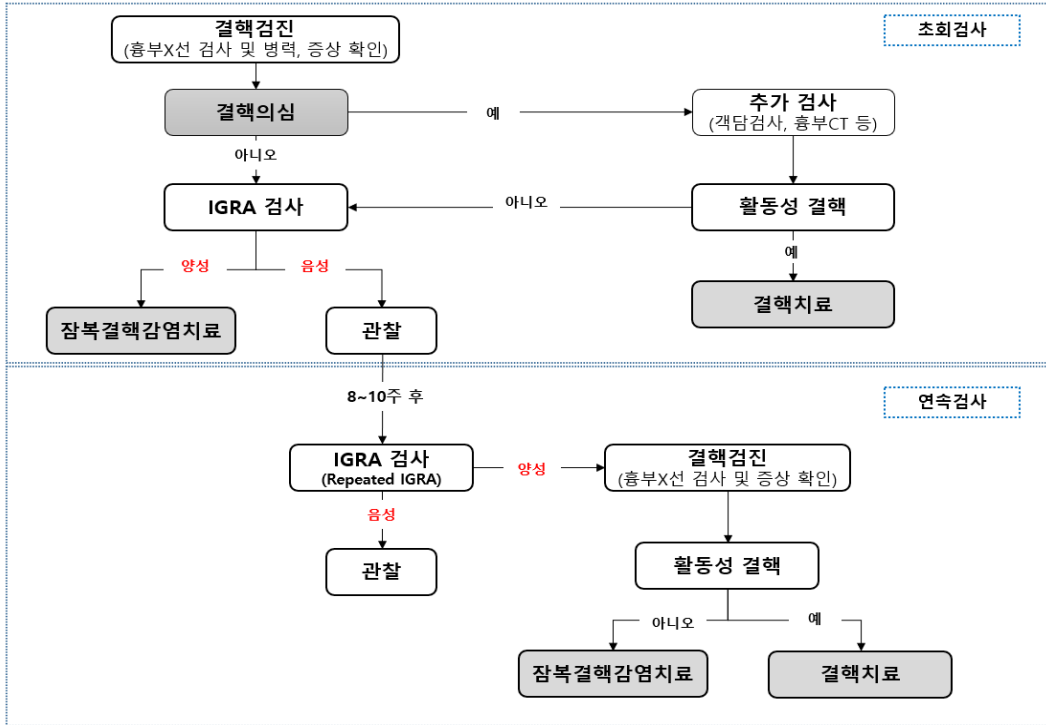 결핵검진
(흉부X선 검사 및 병력, 증상 확인)
초회검사
결핵의심
예
추가 검사
(객담검사, 흉부CT 등)
아니오
IGRA 검사
아니오
활동성 결핵
양성
음성
예
잠복결핵감염치료
관찰
결핵치료
8~10주 후
연속검사
IGRA 검사
(Repeated IGRA)
양성
결핵검진
(흉부X선 검사 및 증상 확인)
음성
관찰
활동성 결핵
아니오
예
잠복결핵감염치료
결핵치료